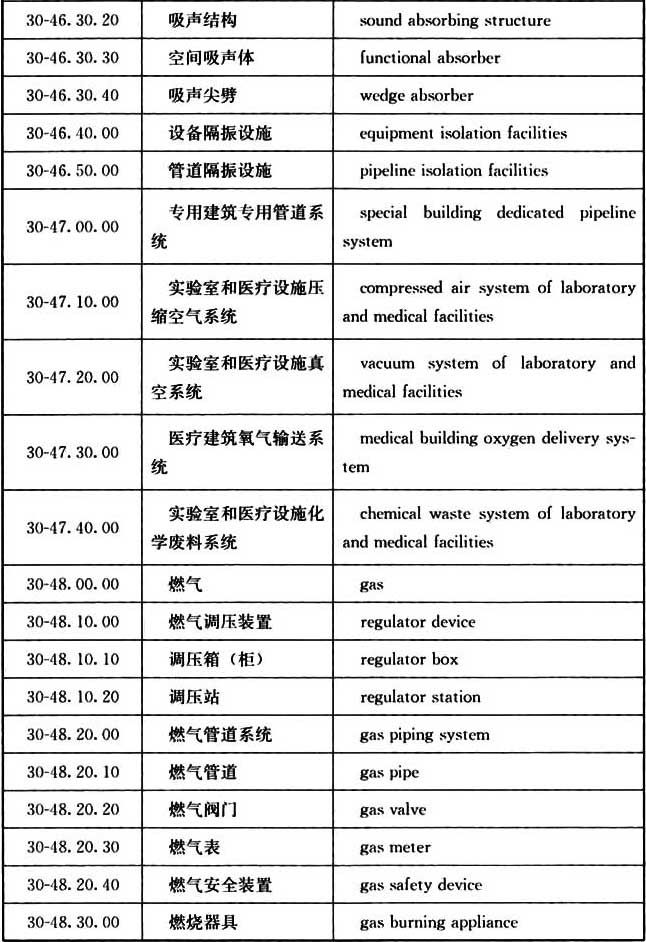 30-46.30.20 吸声结构 sound absorbing structure
30-46.30.30 空间吸声体 functional absorber
30-46.30.40 吸声尖劈 wedge absorber
30-46.40.00 设备隔振设施 equipment isolation facilities
30-46.50.00 管道隔振设施 pipeline isolation facilities
30-47.00.00
专用建筑专用管道系
统
special building dedicated pipeline
system
30-47.10.00
实验室和医疗设施压
缩空气系统
compressed air system of laboratory
and medical facilities
30-47.20.00
实验室和医疗设施真
空系统
vacuum system of laboratory and
medical facilities
30-47.30.00
医疗建筑氧气输送系
统
medical building oxygen delivery sys-
tem
30-47.40.00
实验室和医疗设施化
学废料系统
chemical waste system of laboratory
and medical facilities
30-48.00.00 燃气 gas
30-48.10.00 燃气调压装置 regulator device
30-48.10.10 调压箱（柜） regulator box
30-48.10.20 调压站 regulator station
30-48.20.00 燃气管道系统 gas piping system
30-48.20.10 燃气管道 gas pipe
30-48.20.20 燃气阀门 gas valve
30-48.20.30 燃气表 gas meter
30-48.20.40 燃气安全装置 gas safety device
30-48.30.00 燃烧器具 gas burning appliance